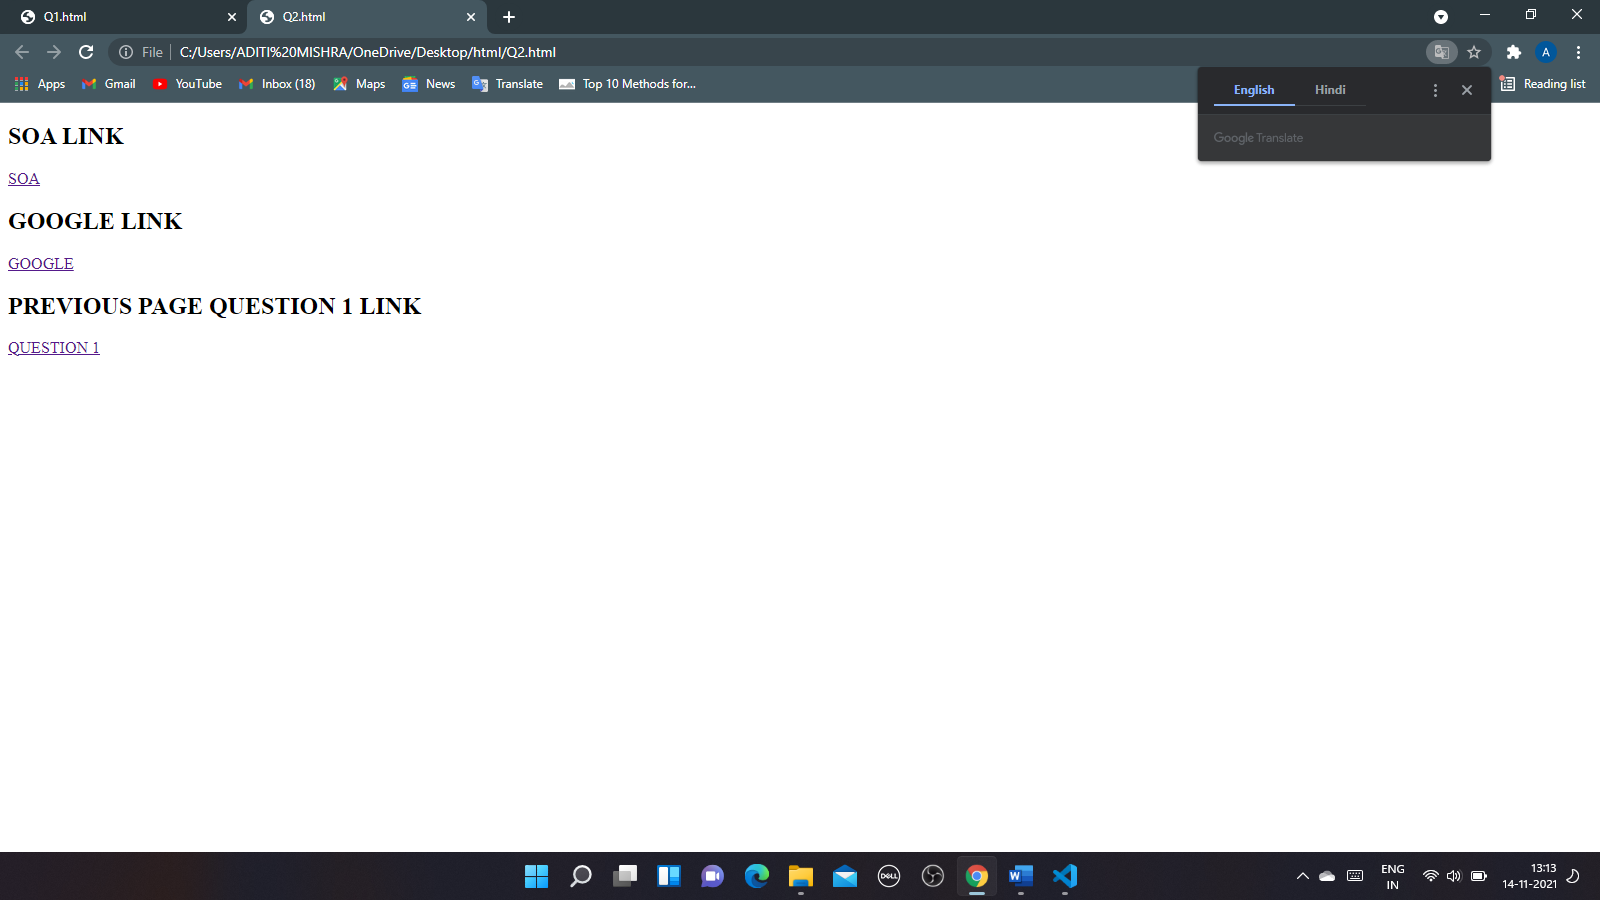 Q1.html
Q2.html
File
C:/Users/ADITI%20MISHRA/OneDrive/Desktop/html/Q2.html
A
Apps
Gmail
YouTube
Inbox (18)
Maps
News
Translate
Top 10 Methods for...
Reading list
English
Hindi
Google Translate
SOA LINK
SOA
GOOGLE LINK
GOOGLE
PREVIOUS PAGE QUESTION 1 LINK
QUESTION 1
DELL
W
ENG
IN
13:13
14-11-2021